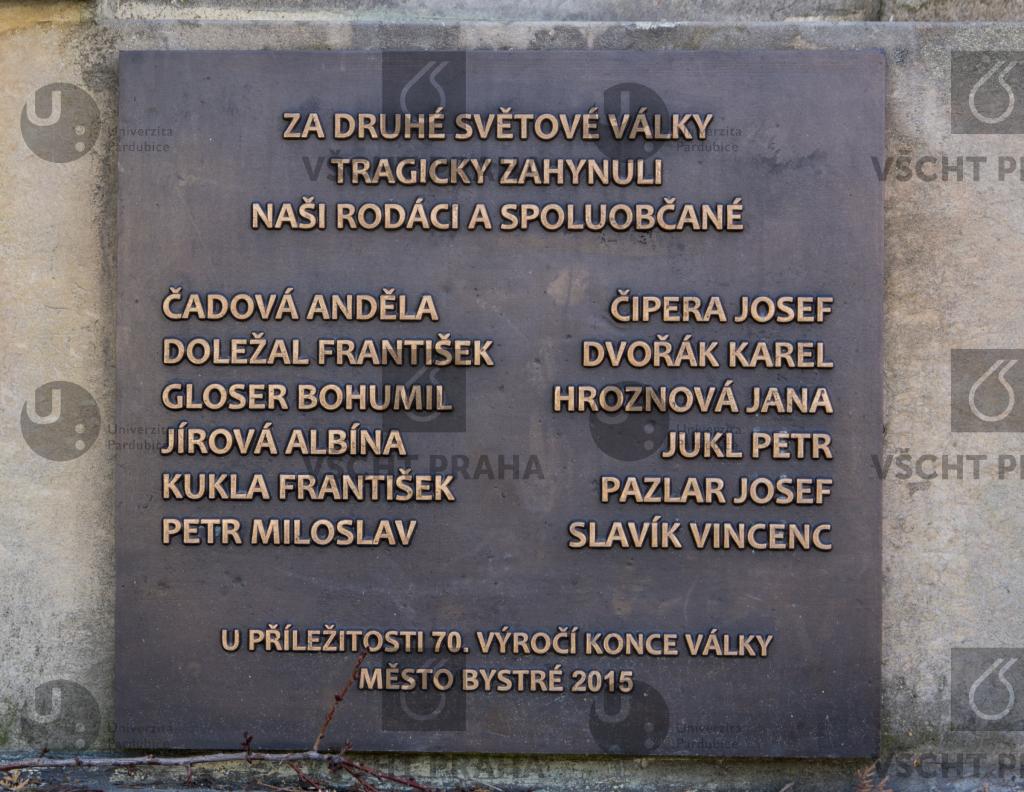 ZA DRUHÉ SVĚTOVÉ VÁLKY
TRAGICKY ZAHYNULI
NAŠI RODÁCI A SPOLUOBČANÉ
ČADOVÁ ANDĚLA ČIPERA JOSEF
DOLEŽAL FRANTIŠEK DVOŘÁK KAREL
GLOSER BOHUMIL HROZNOVÁ JANA
JÍROVÁ ALBÍNA JUKL PETR
KUKLA FRANTIŠEK PAZLAR JOSEF
PETR MILOSLAV SLAVÍK VINCENC
U PŘÍLEŽITOSTI 70. VÝROČÍ KONCE VÁLKY
MĚSTO BYSTRÉ 2015
Univerzita
Pardubice
VŠCHT PRAHA